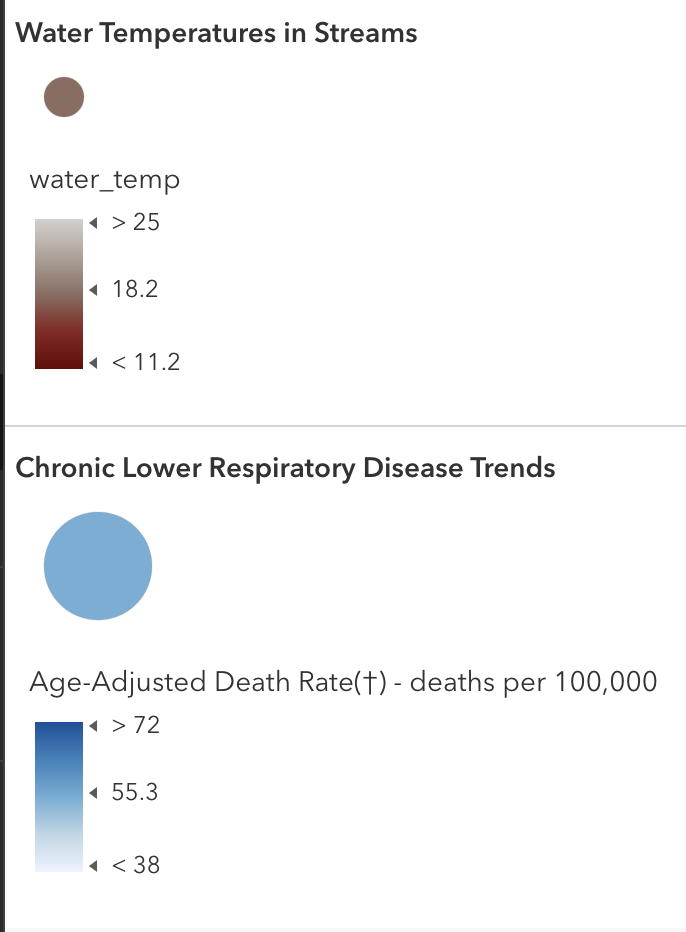 Water Temperatures in Streams
water_temp
> 25
18.2
< 11.2
Chronic Lower Respiratory Disease Trends
Age-Adjusted Death Rate(†) - deaths per 100,000
> 72
55.3
< 38